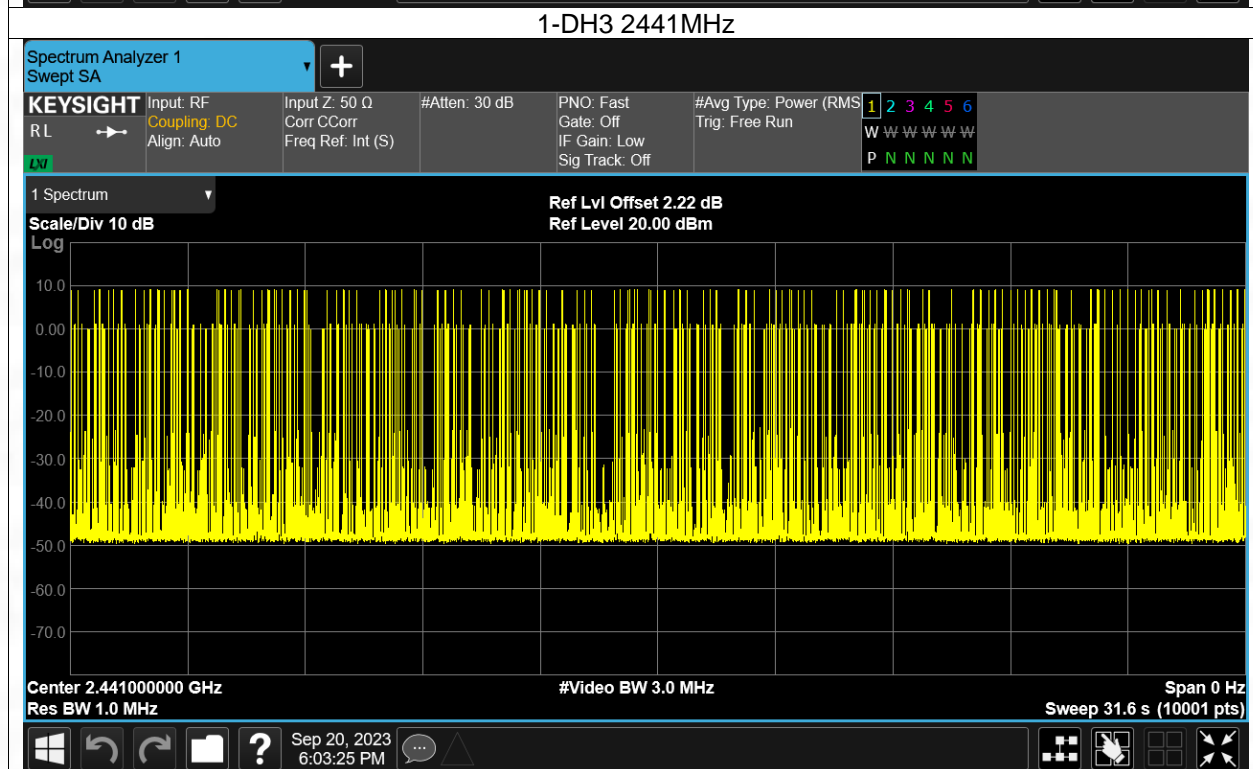 1-DH3 2441MHz
Spectrum Analyzer 1
Swept SA
KEYSIGHT
R L
LXI
Input: RF
Coupling: DC
Align: Auto
Input Z: 50 Ω
Corr CCorr
Freq Ref: Int (S)
#Atten: 30 dB
PNO: Fast
Gate: Off
IF Gain: Low
Sig Track: Off
#Avg Type: Power (RMS
Trig: Free Run
1 2 3 4 5 6
W W W W W W
P N N N N N
1 Spectrum
Scale/Div 10 dB
Ref Lvl Offset 2.22 dB
Ref Level 20.00 dBm
Log
10.0
0.00
-10.0
-20.0
-30.0
-40.0
-50.0
-60.0
-70.0
Center 2.441000000 GHz
Res BW 1.0 MHz
#Video BW 3.0 MHz
Span 0 Hz
Sweep 31.6 s (10001 pts)
?
Sep 20, 2023
6:03:25 PM